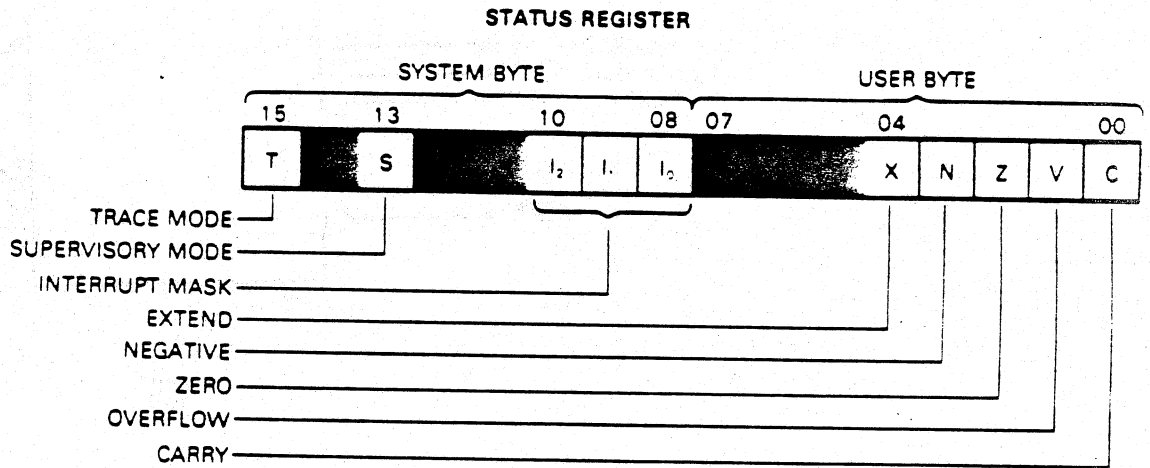 STATUS REGISTER
SYSTEM BYTE USER BYTE
15 13 10 08 07 04 00
T S I₂ I₁ I₀ X N Z V C
TRACE MODE
SUPERVISORY MODE
INTERRUPT MASK
EXTEND
NEGATIVE
ZERO
OVERFLOW
CARRY